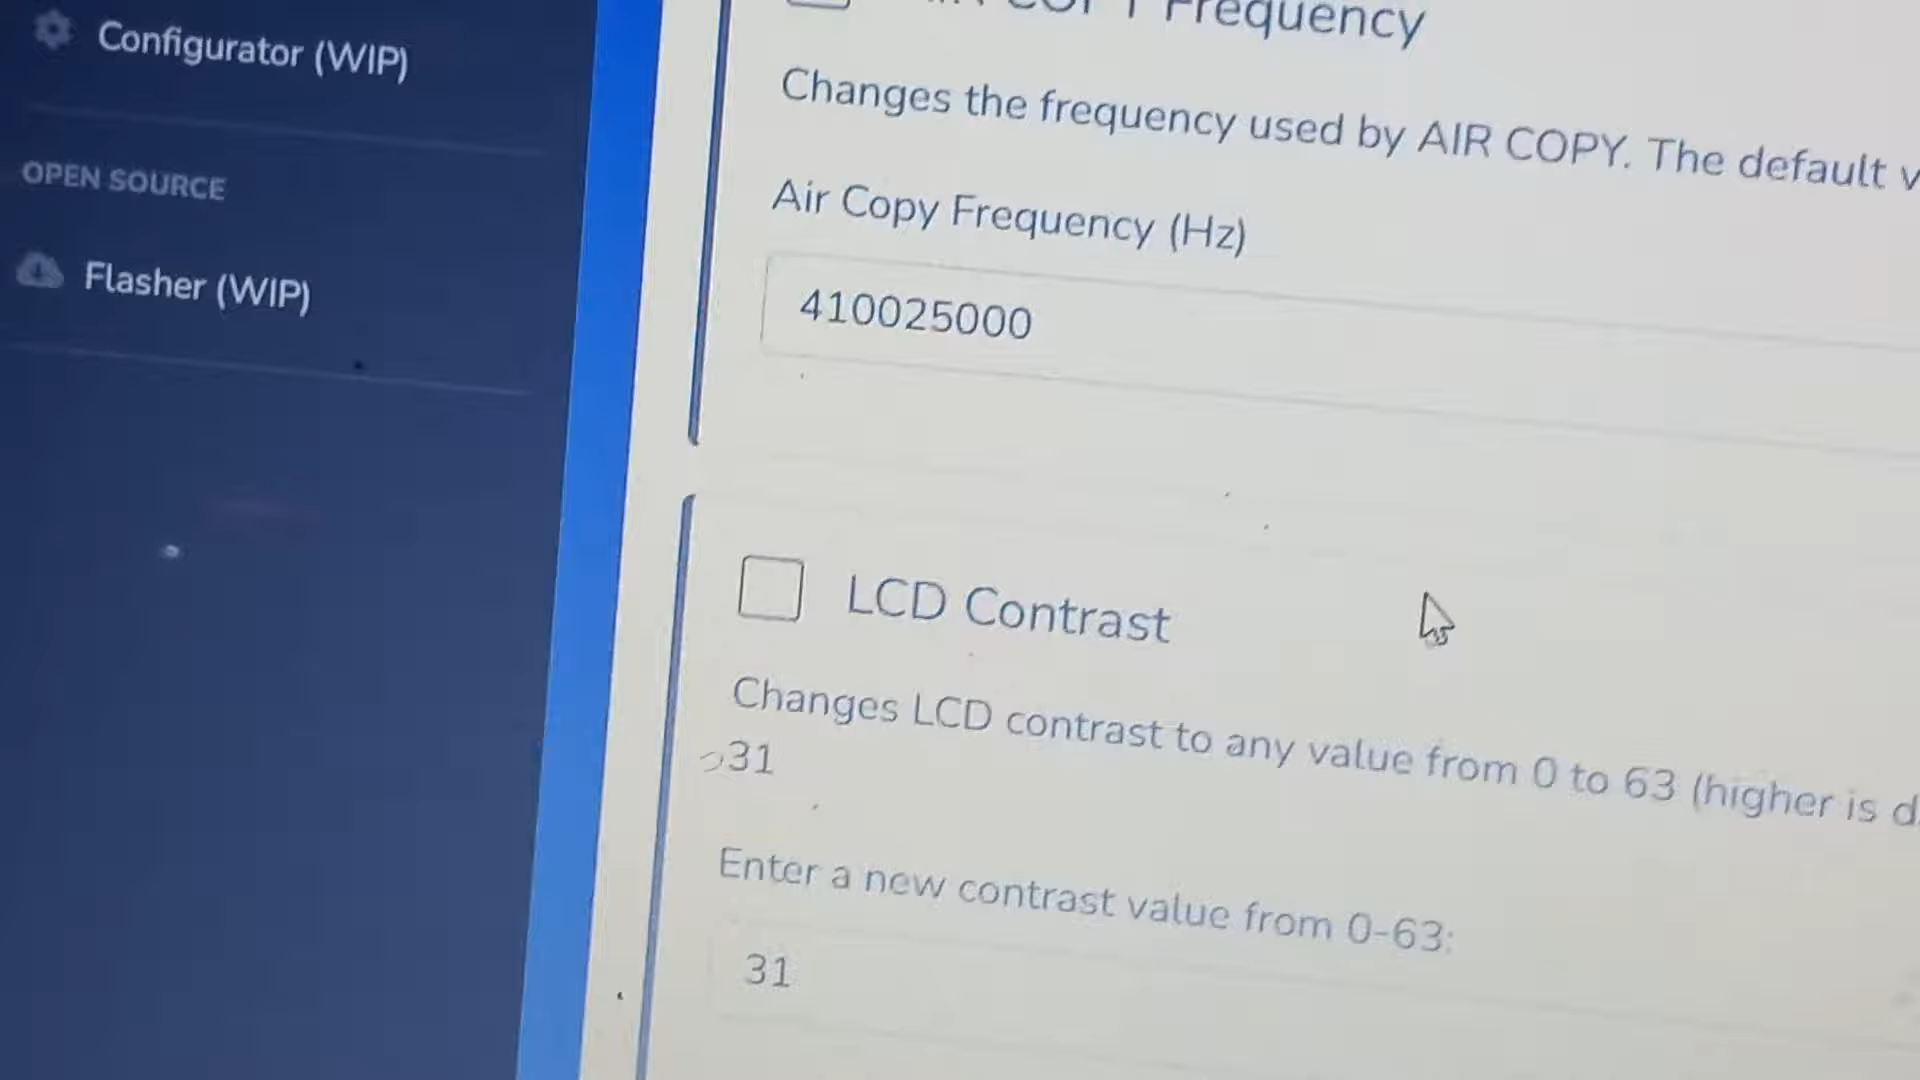 Configurator (WIP)
OPEN SOURCE
Flasher (WIP)
Frequency
Changes the frequency used by AIR COPY. The default
Air Copy Frequency (Hz)
410025000
LCD Contrast
Changes LCD contrast to any value from 0 to 63 (higher is
31
Enter a new contrast value from 0-63:
31